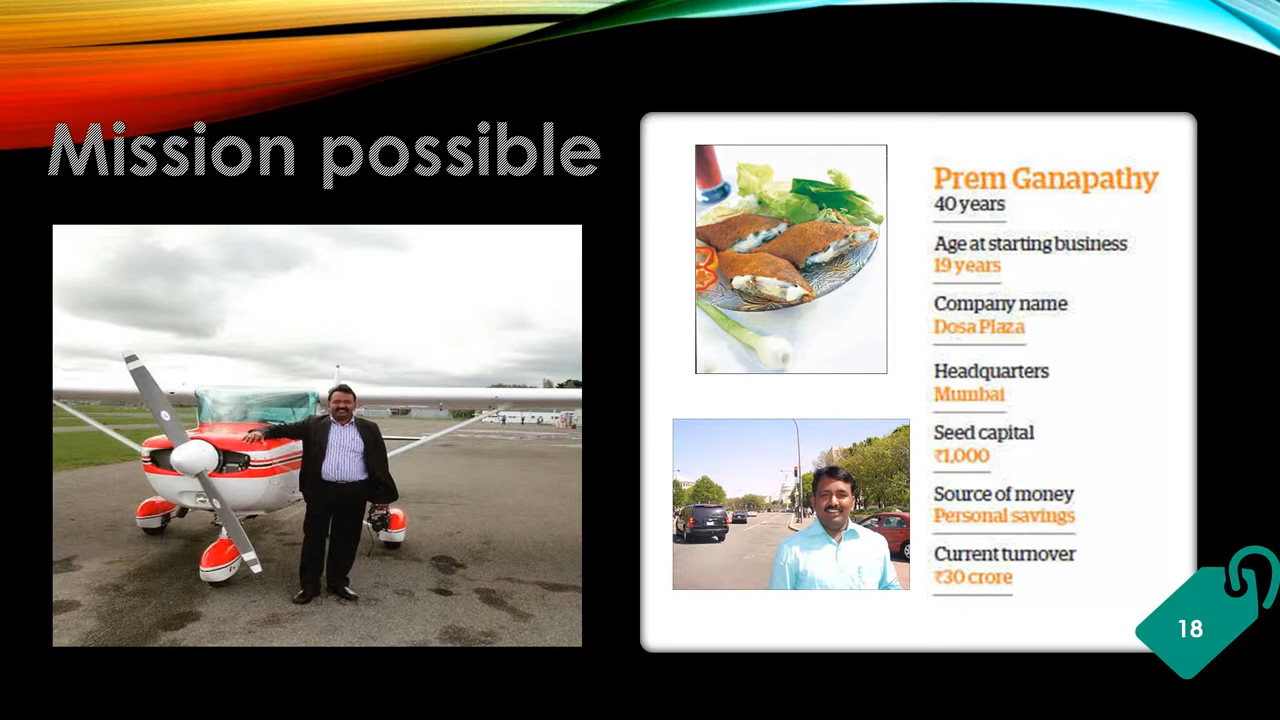 Mission possible
Prem Ganapathy
40 years
Age at starting business
19 years
Company name
Dosa Plaza
Headquarters
Mumbai
Seed capital
₹1,000
Source of money
Personal savings
Current turnover
₹30 crore
18